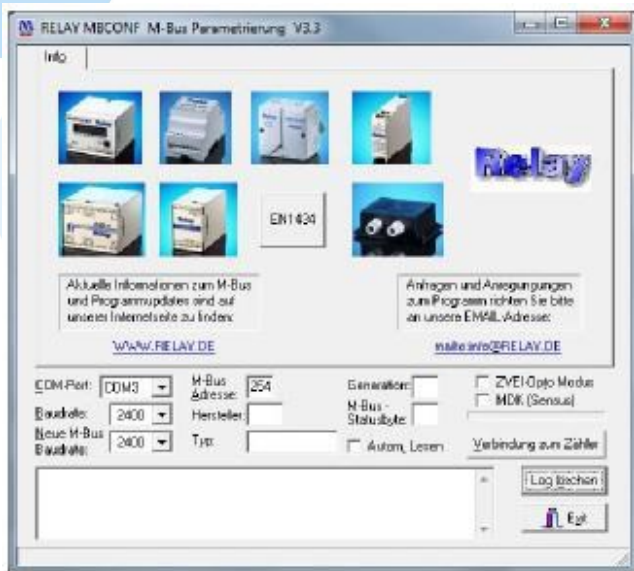 RELAY MBCONF M-Bus Parametrierung V3.3
Info
Relay
EN1434
Aktuelle Informationen zum M-Bus
und Programmupdates sind auf
unserer Internetseite zu finden:
WWW.RELAY.DE
Anfragen und Anregungungen
zum Programm richten Sie bitte
an unsere EMAIL-Adresse:
mailto:info@RELAY.DE
COM-Port: COM3
Baudrate: 2400
Neue M-Bus
Baudrate: 2400
M-Bus
Adresse: 254
Hersteller:
Typ:
Generation:
M-Bus -
Statusbyte:
Autom. Lesen
ZVEI-Opto Modus
MDK (Sensus)
Verbindung zum Zähler
Log löschen
Exit